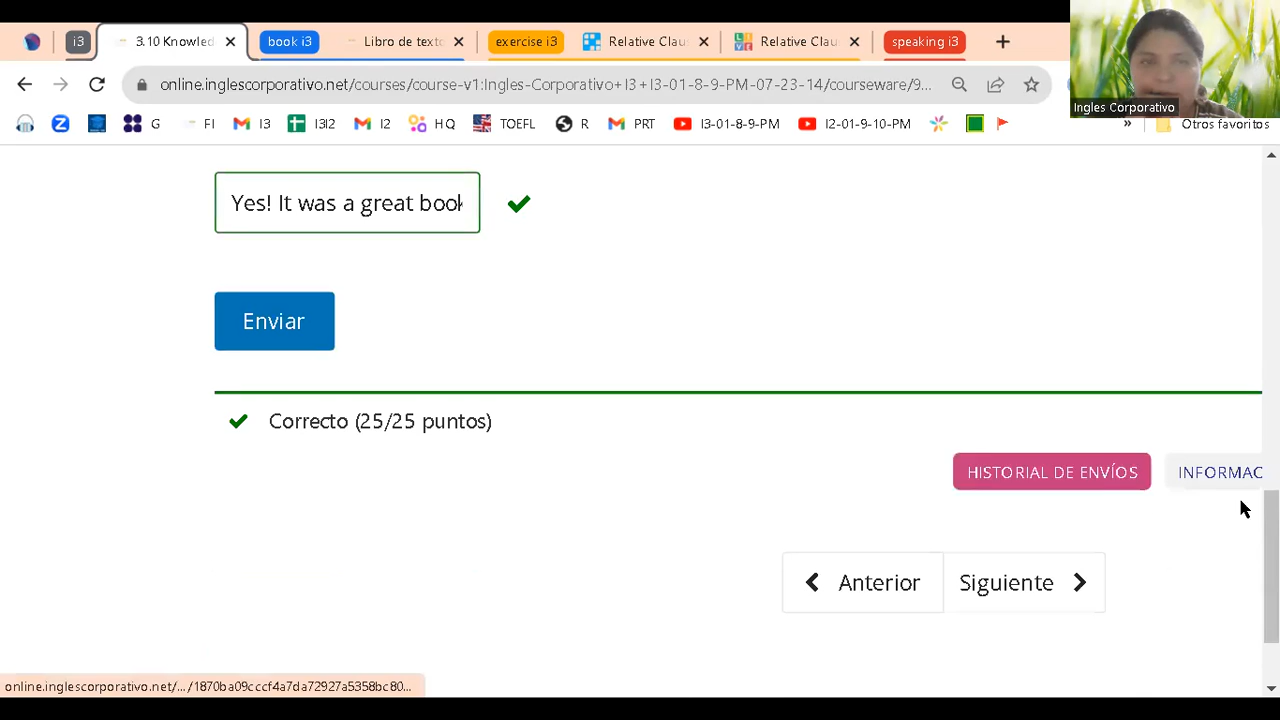 i3
3.10 Knowled
book i3
Libro de texto
exercise i3
Relative Clau
Relative Clau
speaking i3
online.inglescorporativo.net/courses/course-v1:Ingles-Corporativo+I3+I3-01-8-9-PM-07-23-14/courseware/9...
G
FI
I3
I3I2
I2
HQ
TOEFL
R
PRT
I3-01-8-9-PM
I2-01-9-10-PM
»
Otros favoritos
Ingles Corporativo
Yes! It was a great book
Enviar
Correcto (25/25 puntos)
HISTORIAL DE ENVÍOS
INFORMAC
Anterior
Siguiente
online.inglescorporativo.net/.../1870ba09cccf4a7da72927a5358bc80...